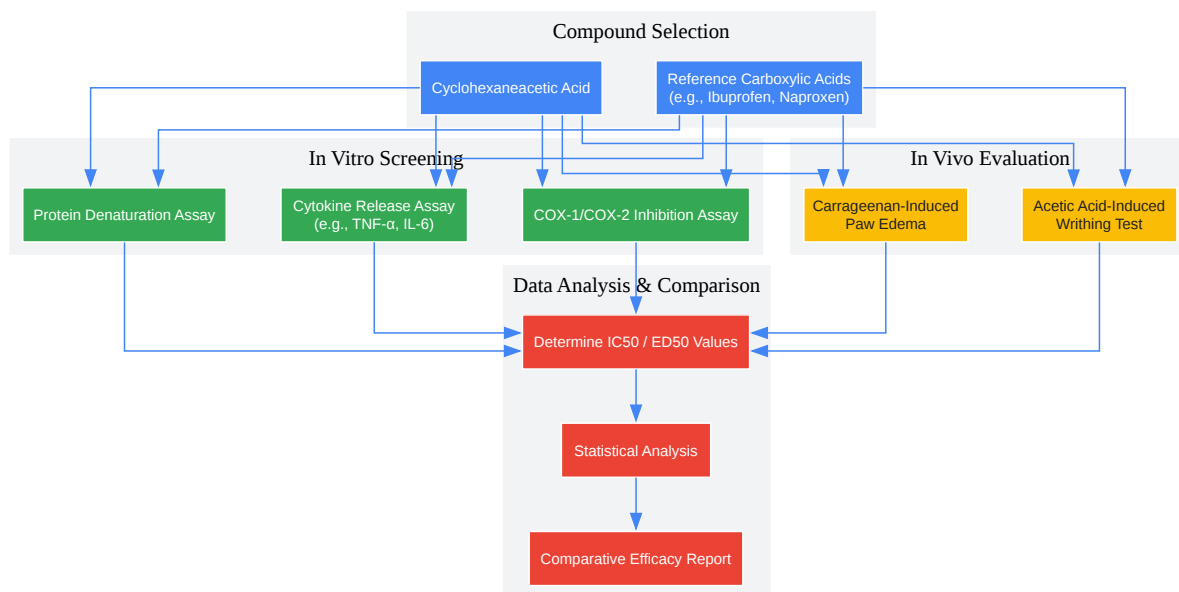 Compound Selection
Cyclohexaneacetic Acid
Reference Carboxylic Acids
(e.g., Ibuprofen, Naproxen)
In Vitro Screening
In Vivo Evaluation
Protein Denaturation Assay
Cytokine Release Assay
(e.g., TNF-α, IL-6)
COX-1/COX-2 Inhibition Assay
Carrageenan-Induced
Paw Edema
Acetic Acid-Induced
Writhing Test
Data Analysis & Comparison
Determine IC50 / ED50 Values
Statistical Analysis
Comparative Efficacy Report